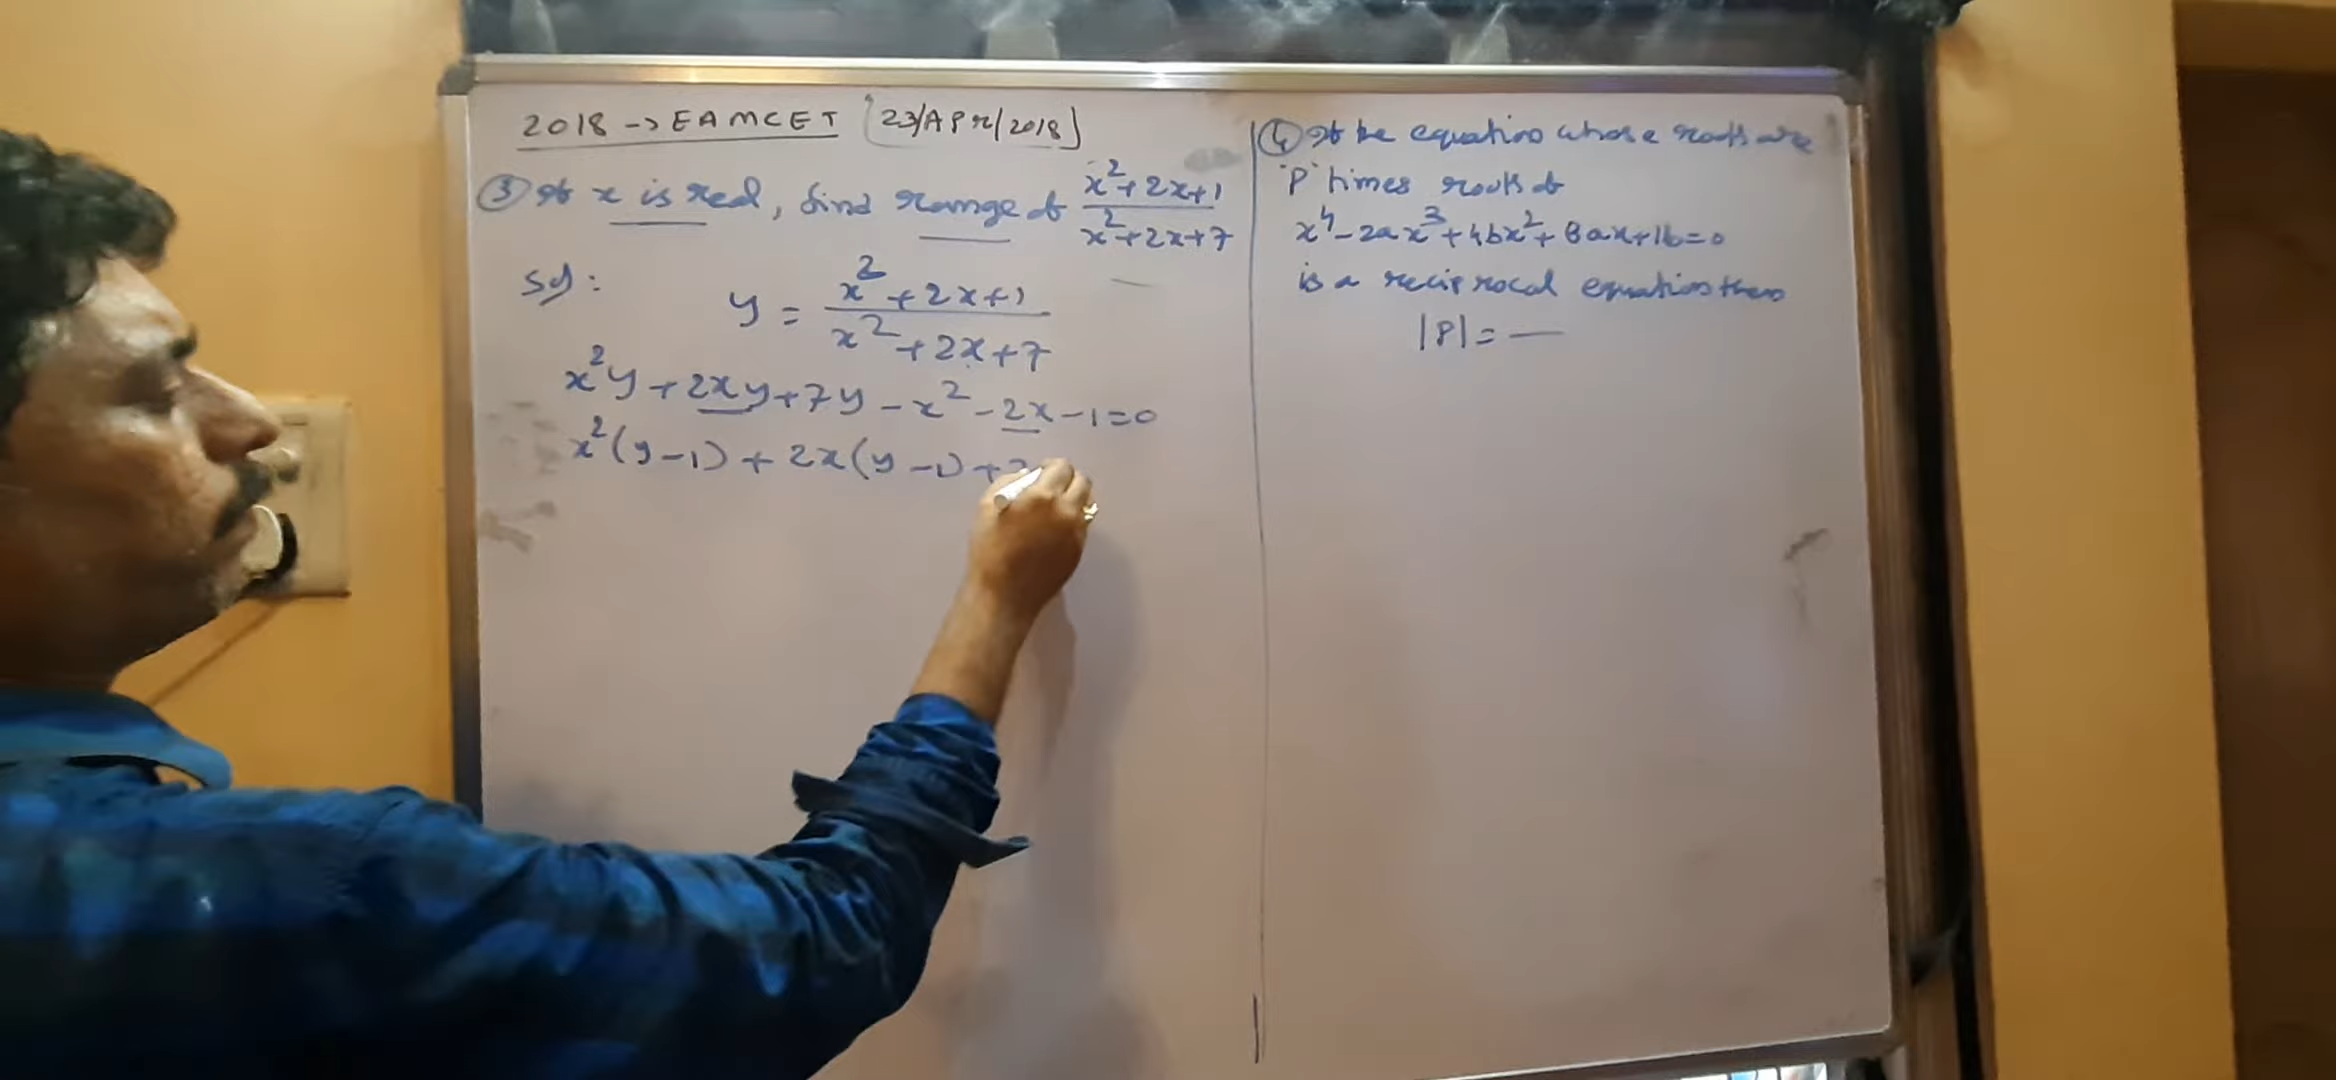 2018 -> EAMCET [23/APr/2018]
③ If x is real, find range of (x²+2x+1)/(x²+2x+7)
Sol:
y = (x²+2x+1)/(x²+2x+7)
x²y + 2xy + 7y - x² - 2x - 1 = 0
x²(y-1) + 2x(y-1) +
④ If the equation whose roots are
'P' times roots of
x⁴ - 2ax³ + 4bx² + 8ax + 16 = 0
is a reciprocal equation then
|P| = —